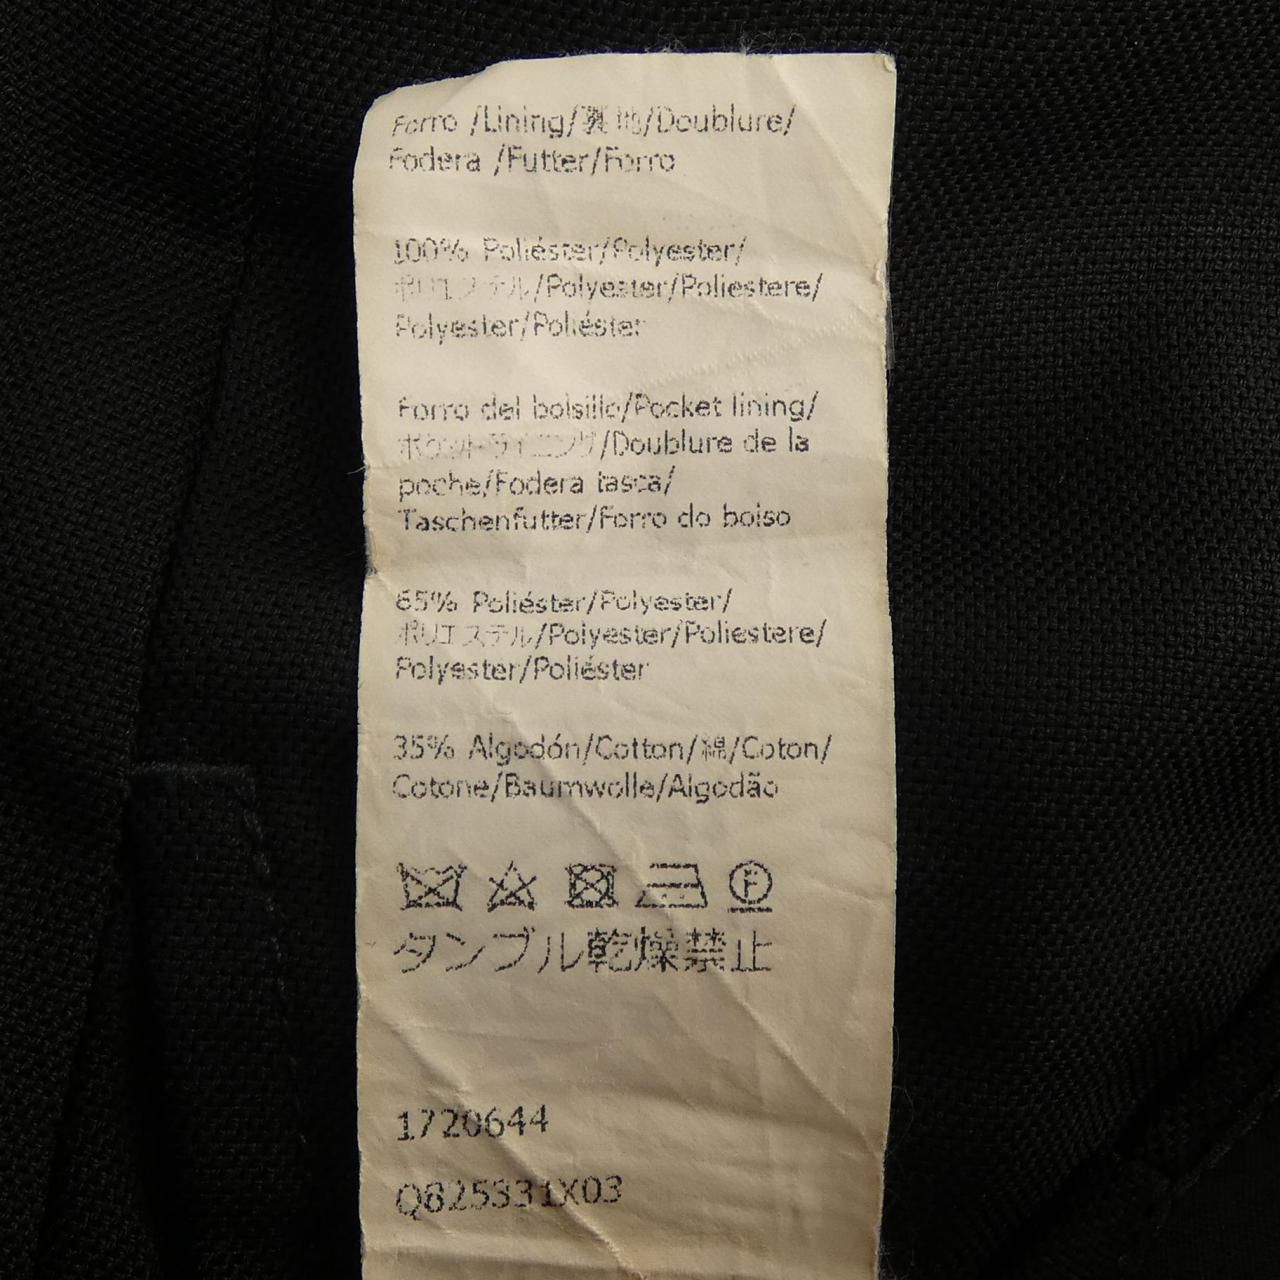 Forro /Lining/裏地/Doublure/
Fodera /Futter/Forro
100% Poliéster/Polyester/
ポリエステル/Polyester/Poliestere/
Polyester/Poliéster
Forro del bolsillo/Pocket lining/
ポケットライニング/Doublure de la
poche/Fodera tasca/
Taschenfutter/Forro do bolso
65% Poliéster/Polyester/
ポリエステル/Polyester/Poliestere/
Polyester/Poliéster
35% Algodón/Cotton/綿/Coton/
Cotone/Baumwolle/Algodão
F
タンブル乾燥禁止
1720644
Q825331X03